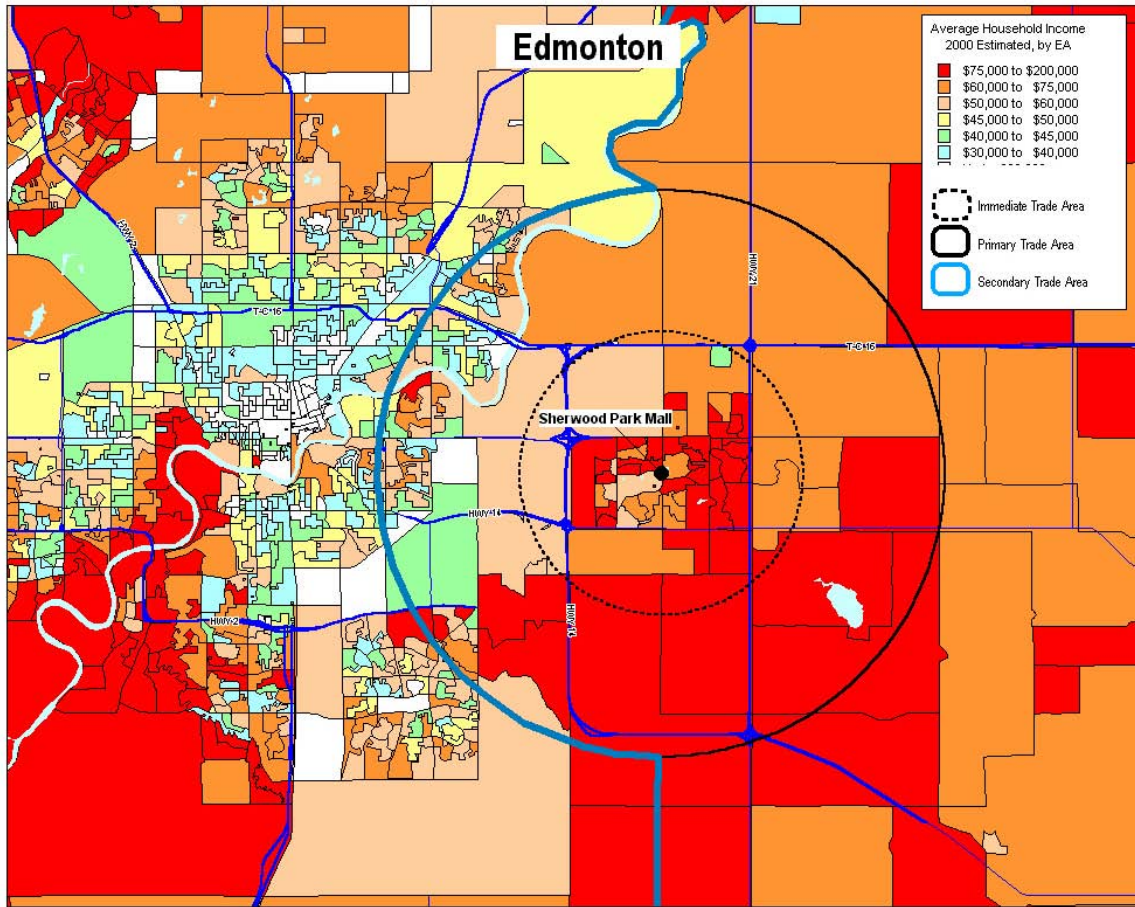 Edmonton
Average Household Income
2000 Estimated, by EA
$75,000 to $200,000
$60,000 to $75,000
$50,000 to $60,000
$45,000 to $50,000
$40,000 to $45,000
$30,000 to $40,000
Immediate Trade Area
Primary Trade Area
Secondary Trade Area
HWY-2
HWY-21
T-C-16
T-C-16
Sherwood Park Mall
HWY-14
HWY-14
HWY-2